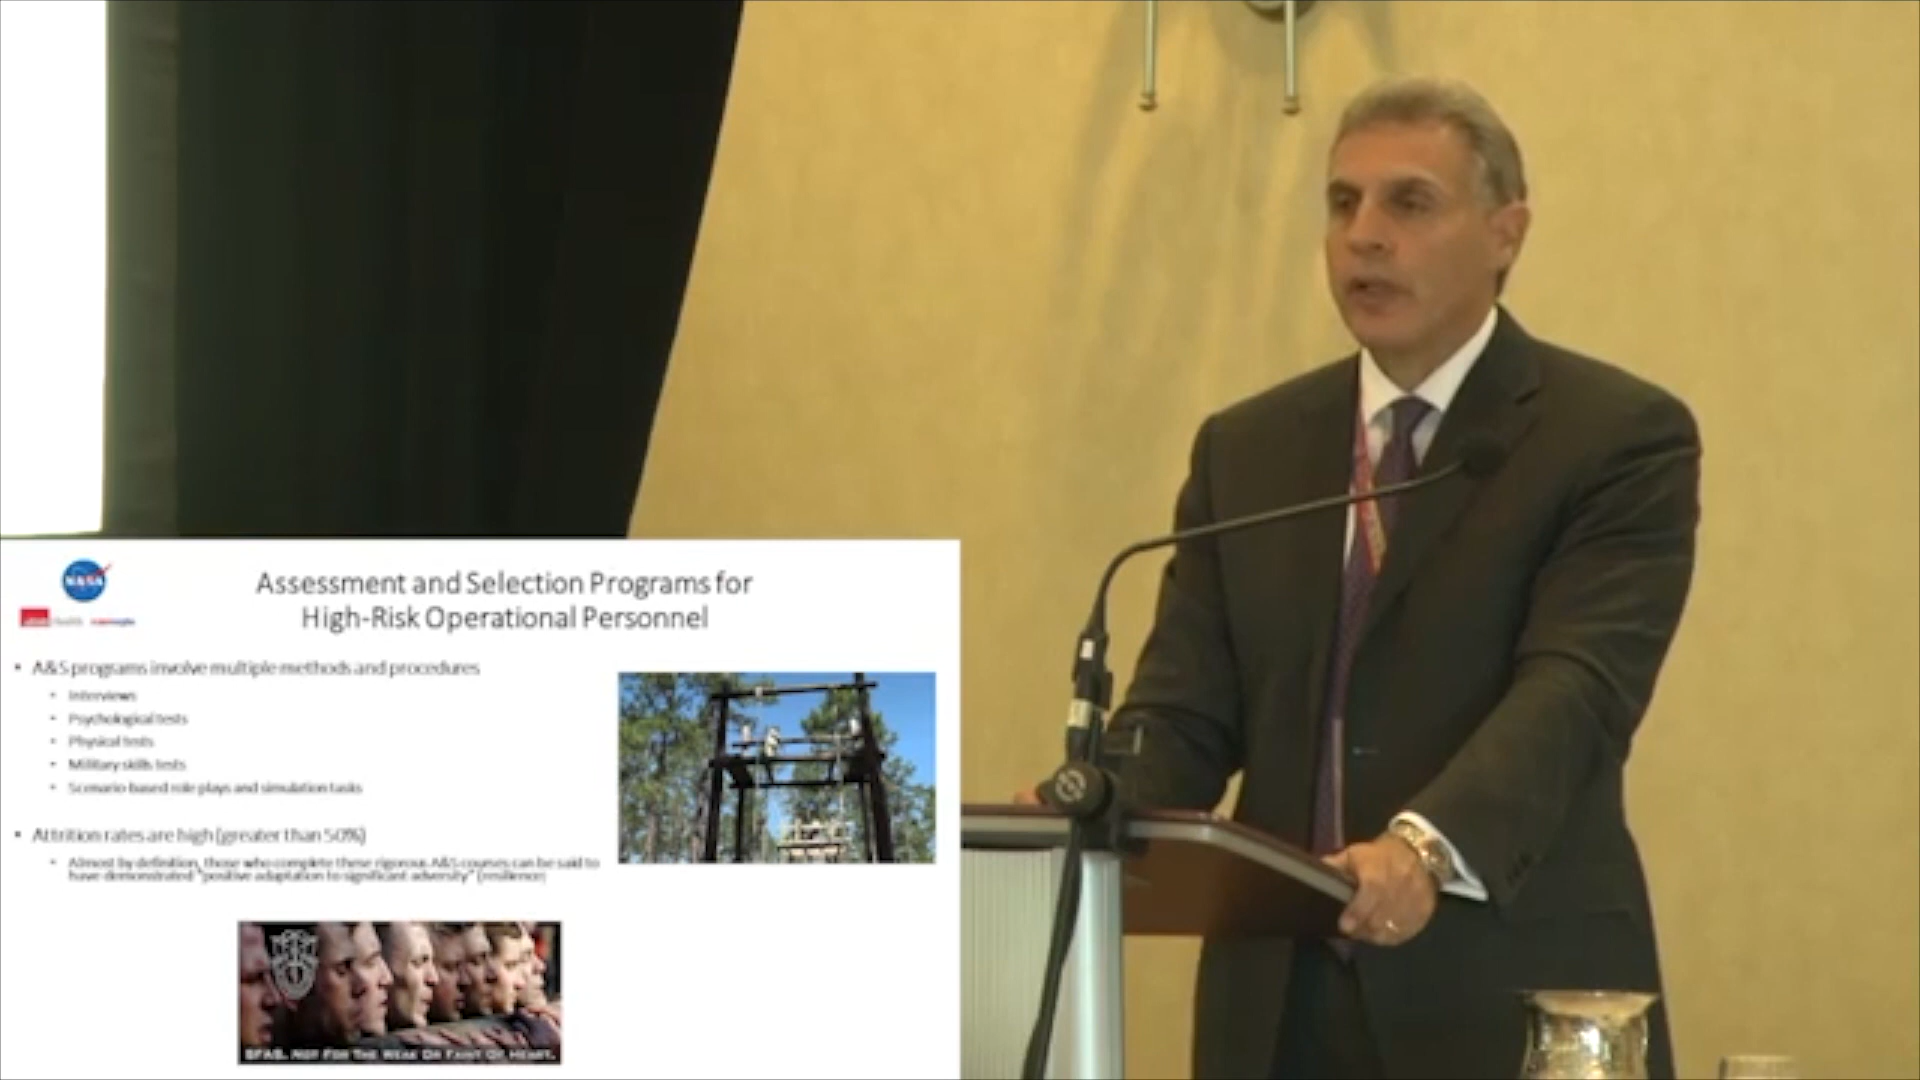 NASA
Assessment and Selection Programs for
High-Risk Operational Personnel
• A&S programs involve multiple methods and procedures
• Interviews
• Psychological tests
• Physical tests
• Military skills tests
• Scenario based role plays and simulation tasks
• Attrition rates are high (greater than 50%)
• Almost by definition, those who complete these rigorous A&S courses can be said to
have demonstrated "positive adaptation to significant adversity" (resilience)
SFAS. Not For The Weak Or Faint Of Heart.